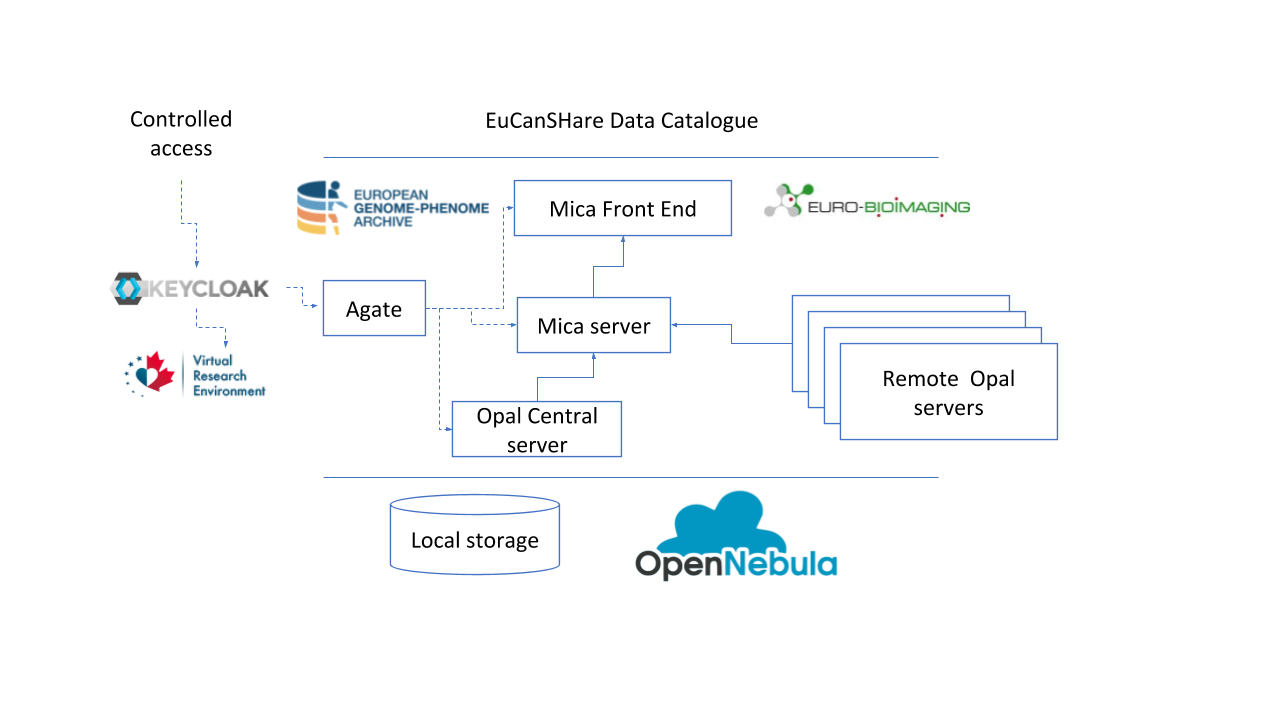 Controlled
access
EuCanSHare Data Catalogue
EUROPEAN
GENOME-PHENOME
ARCHIVE
Mica Front End
EURO-BIOIMAGING
KEYCLOAK
Agate
Mica server
Virtual
Research
Environment
Remote Opal
servers
Opal Central
server
Local storage
OpenNebula